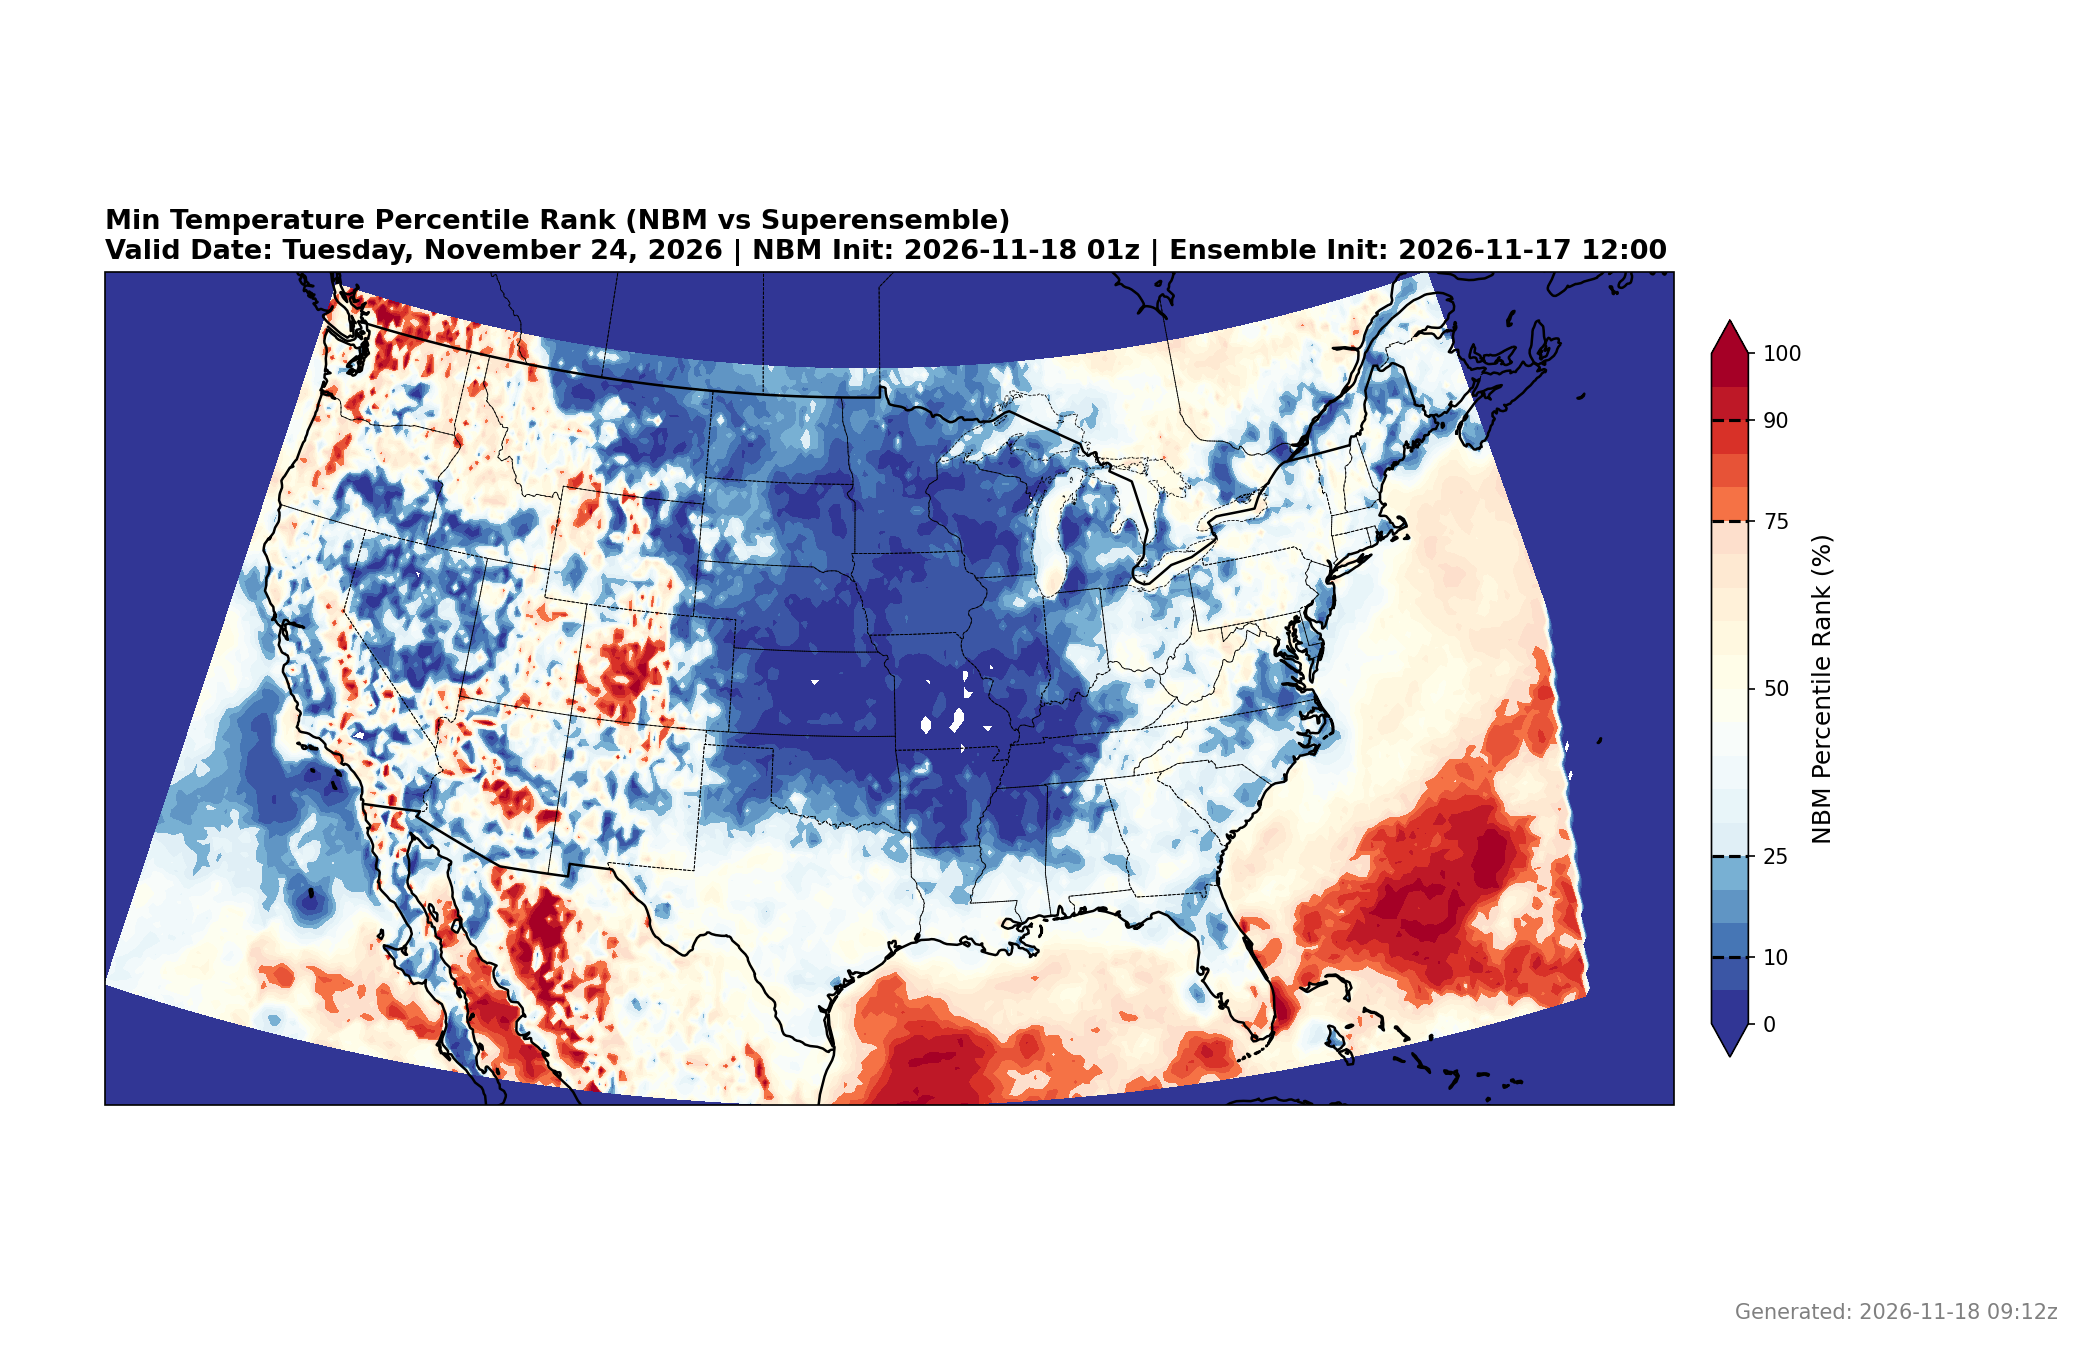 Min Temperature Percentile Rank (NBM vs Superensemble)
Valid Date: Tuesday, November 24, 2026 | NBM Init: 2026-11-18 01z | Ensemble Init: 2026-11-17 12:00
100
90
75
50
25
10
0
NBM Percentile Rank (%)
Generated: 2026-11-18 09:12z